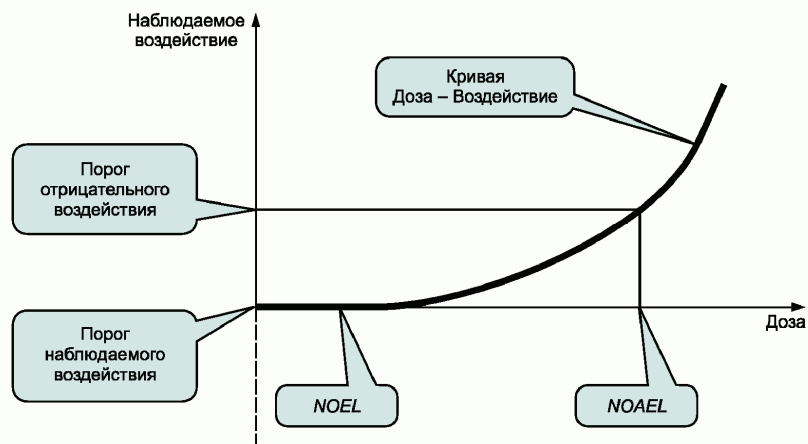 Наблюдаемое
воздействие
Кривая
Доза – Воздействие
Порог
отрицательного
воздействия
Порог
наблюдаемого
воздействия
Доза
NOEL
NOAEL